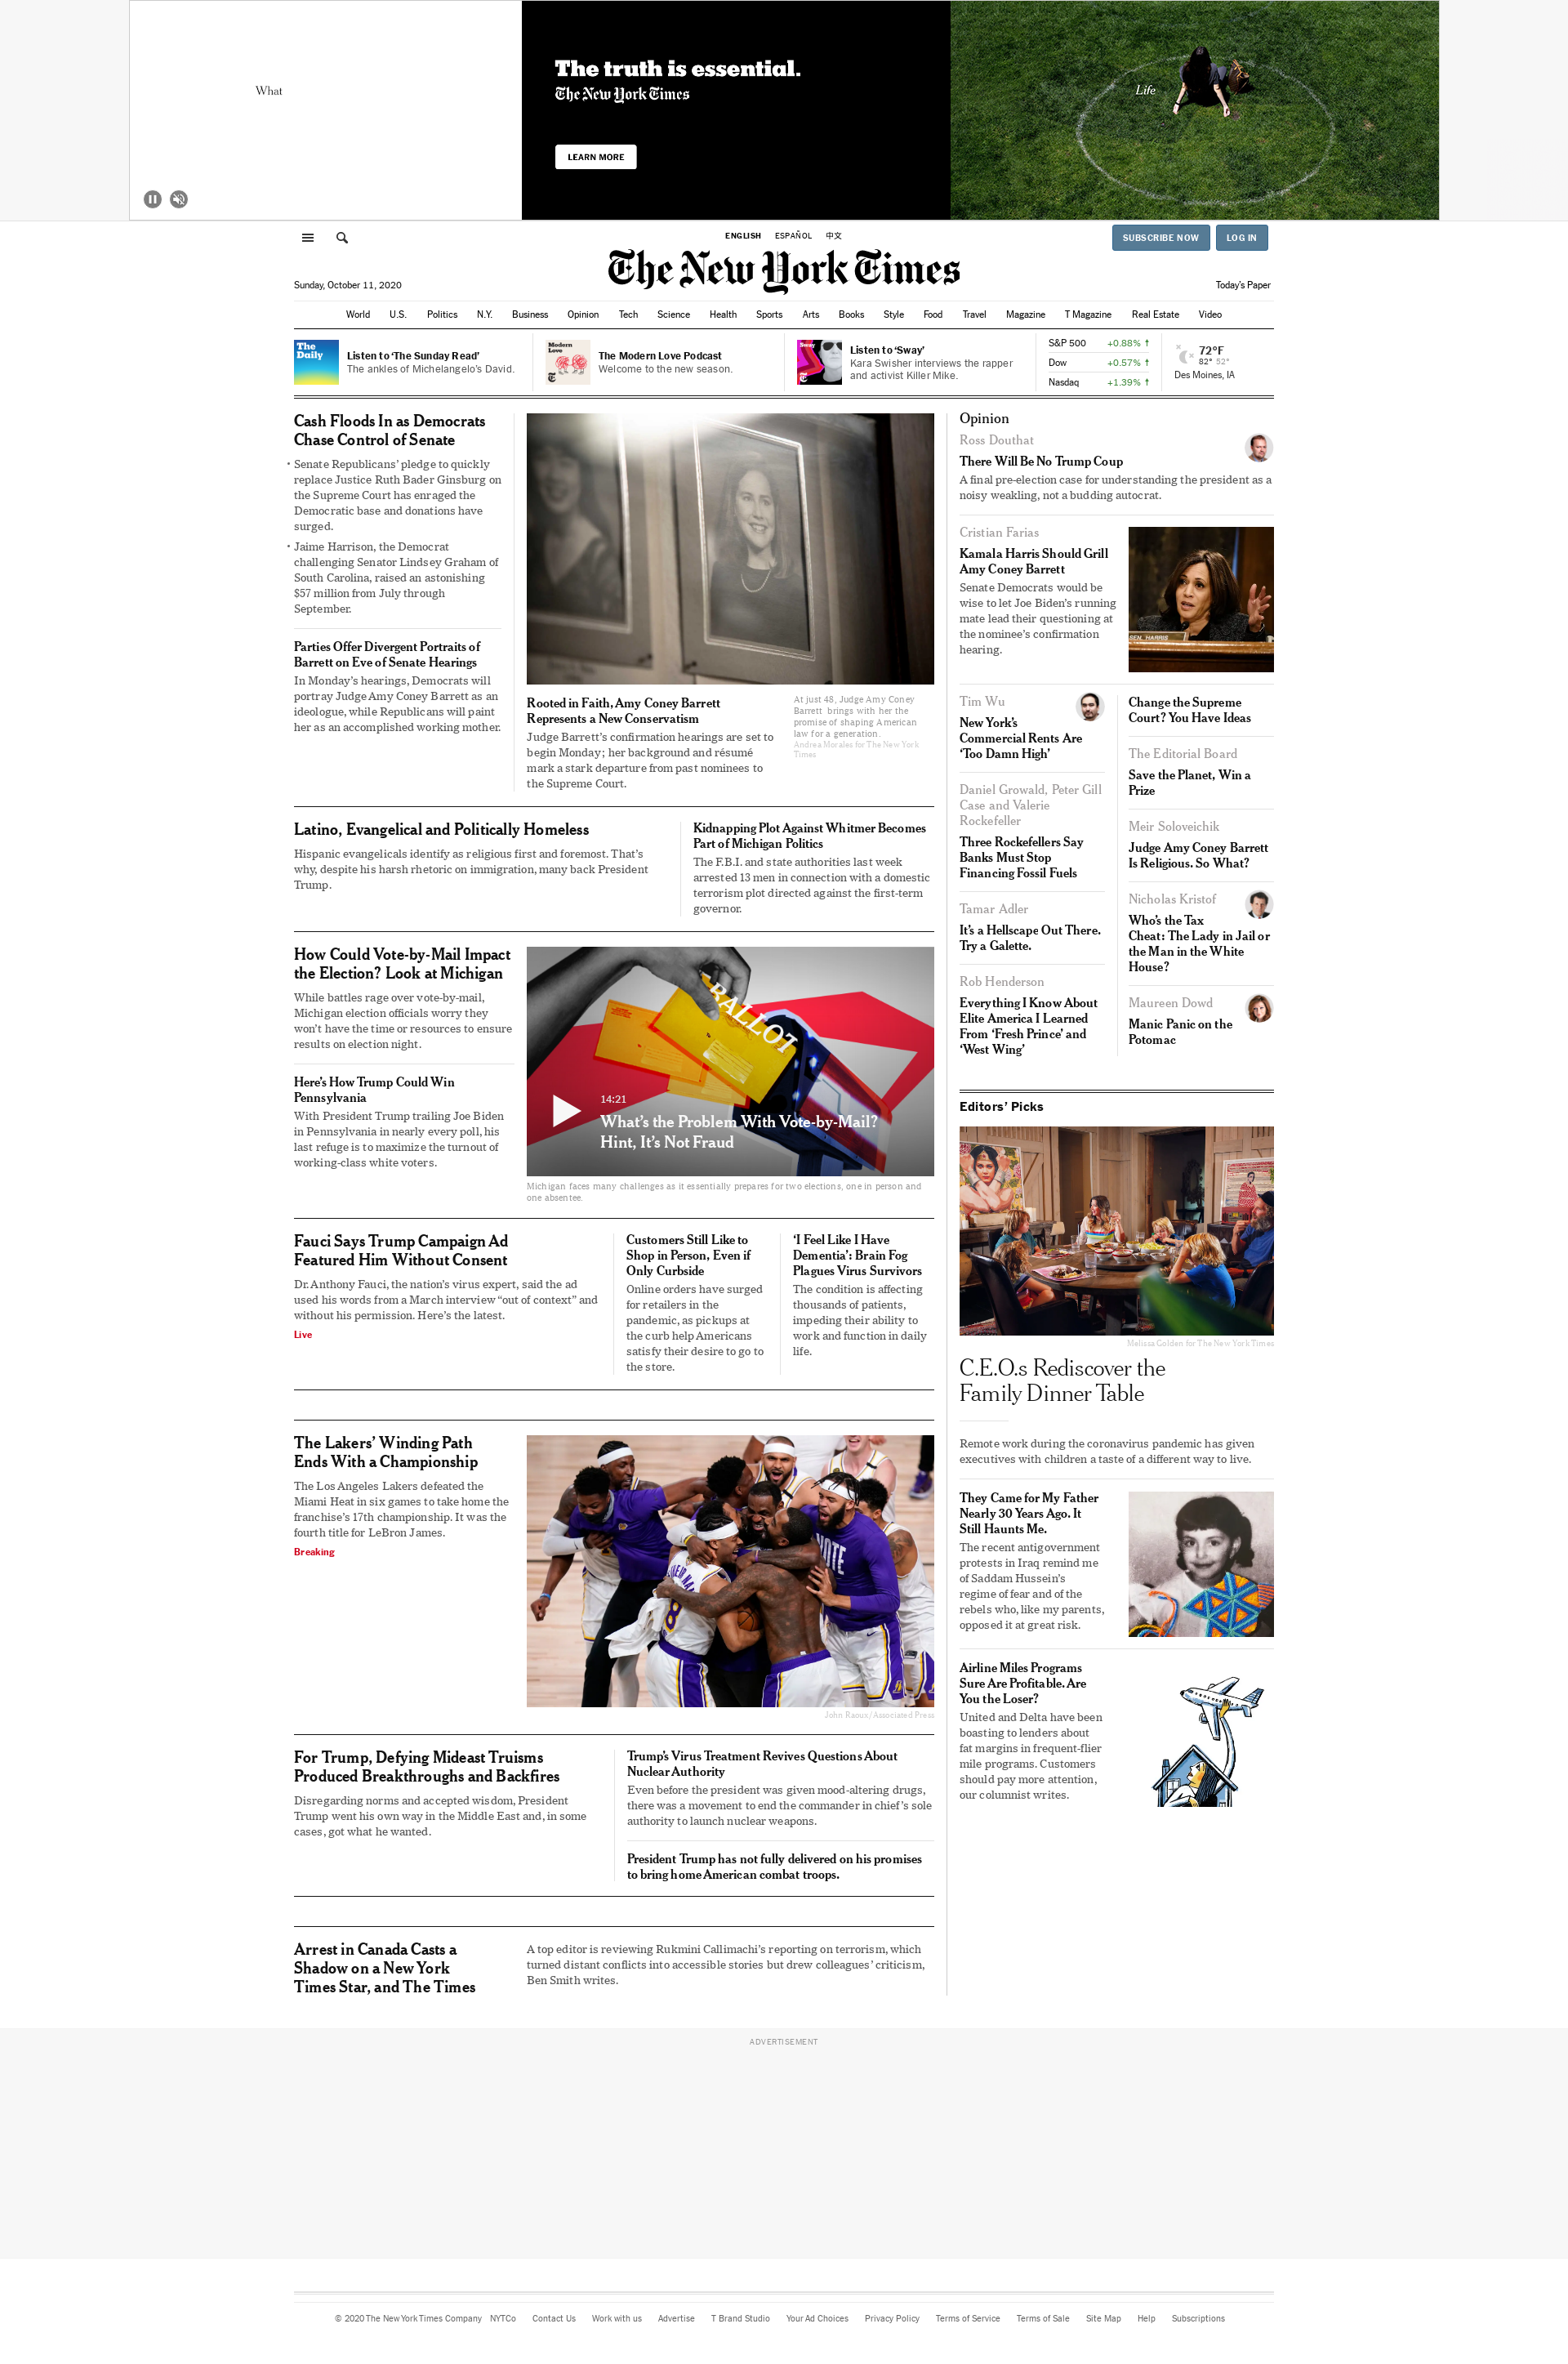 What
The truth is essential.
The New York Times
LEARN MORE
Life
ENGLISH ESPAÑOL 中文
SUBSCRIBE NOW LOG IN
The New York Times
Sunday, October 11, 2020
Today's Paper
World U.S. Politics N.Y. Business Opinion Tech Science Health Sports Arts Books Style Food Travel Magazine T Magazine Real Estate Video
The
Daily
Listen to ‘The Sunday Read’
The ankles of Michelangelo’s David.
Modern
Love
The Modern Love Podcast
Welcome to the new season.
Sway
Listen to ‘Sway’
Kara Swisher interviews the rapper
and activist Killer Mike.
S&P 500 +0.88% ↑
Dow +0.57% ↑
Nasdaq +1.39% ↑
72°F
82° 52°
Des Moines, IA
Cash Floods In as Democrats
Chase Control of Senate
• Senate Republicans’ pledge to quickly
replace Justice Ruth Bader Ginsburg on
the Supreme Court has enraged the
Democratic base and donations have
surged.
• Jaime Harrison, the Democrat
challenging Senator Lindsey Graham of
South Carolina, raised an astonishing
$57 million from July through
September.
Parties Offer Divergent Portraits of
Barrett on Eve of Senate Hearings
In Monday’s hearings, Democrats will
portray Judge Amy Coney Barrett as an
ideologue, while Republicans will paint
her as an accomplished working mother.
Rooted in Faith, Amy Coney Barrett
Represents a New Conservatism
Judge Barrett’s confirmation hearings are set to
begin Monday; her background and résumé
mark a stark departure from past nominees to
the Supreme Court.
At just 48, Judge Amy Coney
Barrett brings with her the
promise of shaping American
law for a generation.
Andrea Morales for The New York
Times
Latino, Evangelical and Politically Homeless
Hispanic evangelicals identify as religious first and foremost. That’s
why, despite his harsh rhetoric on immigration, many back President
Trump.
Kidnapping Plot Against Whitmer Becomes
Part of Michigan Politics
The F.B.I. and state authorities last week
arrested 13 men in connection with a domestic
terrorism plot directed against the first-term
governor.
How Could Vote-by-Mail Impact
the Election? Look at Michigan
While battles rage over vote-by-mail,
Michigan election officials worry they
won’t have the time or resources to ensure
results on election night.
Here’s How Trump Could Win
Pennsylvania
With President Trump trailing Joe Biden
in Pennsylvania in nearly every poll, his
last refuge is to maximize the turnout of
working-class white voters.
BALLOT
14:21
What’s the Problem With Vote-by-Mail?
Hint, It’s Not Fraud
Michigan faces many challenges as it essentially prepares for two elections, one in person and
one absentee.
Fauci Says Trump Campaign Ad
Featured Him Without Consent
Dr. Anthony Fauci, the nation’s virus expert, said the ad
used his words from a March interview “out of context” and
without his permission. Here’s the latest.
Live
Customers Still Like to
Shop in Person, Even if
Only Curbside
Online orders have surged
for retailers in the
pandemic, as pickups at
the curb help Americans
satisfy their desire to go to
the store.
‘I Feel Like I Have
Dementia’: Brain Fog
Plagues Virus Survivors
The condition is affecting
thousands of patients,
impeding their ability to
work and function in daily
life.
The Lakers’ Winding Path
Ends With a Championship
The Los Angeles Lakers defeated the
Miami Heat in six games to take home the
franchise’s 17th championship. It was the
fourth title for LeBron James.
Breaking
John Raoux/Associated Press
For Trump, Defying Mideast Truisms
Produced Breakthroughs and Backfires
Disregarding norms and accepted wisdom, President
Trump went his own way in the Middle East and, in some
cases, got what he wanted.
Trump’s Virus Treatment Revives Questions About
Nuclear Authority
Even before the president was given mood-altering drugs,
there was a movement to end the commander in chief’s sole
authority to launch nuclear weapons.
President Trump has not fully delivered on his promises
to bring home American combat troops.
Arrest in Canada Casts a
Shadow on a New York
Times Star, and The Times
A top editor is reviewing Rukmini Callimachi’s reporting on terrorism, which
turned distant conflicts into accessible stories but drew colleagues’ criticism,
Ben Smith writes.
Opinion
Ross Douthat
There Will Be No Trump Coup
A final pre-election case for understanding the president as a
noisy weakling, not a budding autocrat.
Cristian Farias
Kamala Harris Should Grill
Amy Coney Barrett
Senate Democrats would be
wise to let Joe Biden’s running
mate lead their questioning at
the nominee’s confirmation
hearing.
SEN. HARRIS
Tim Wu
New York’s
Commercial Rents Are
‘Too Damn High’
Daniel Growald, Peter Gill
Case and Valerie
Rockefeller
Three Rockefellers Say
Banks Must Stop
Financing Fossil Fuels
Tamar Adler
It’s a Hellscape Out There.
Try a Galette.
Rob Henderson
Everything I Know About
Elite America I Learned
From ‘Fresh Prince’ and
‘West Wing’
Change the Supreme
Court? You Have Ideas
The Editorial Board
Save the Planet, Win a
Prize
Meir Soloveichik
Judge Amy Coney Barrett
Is Religious. So What?
Nicholas Kristof
Who’s the Tax
Cheat: The Lady in Jail or
the Man in the White
House?
Maureen Dowd
Manic Panic on the
Potomac
Editors’ Picks
Melissa Golden for The New York Times
C.E.O.s Rediscover the
Family Dinner Table
Remote work during the coronavirus pandemic has given
executives with children a taste of a different way to live.
They Came for My Father
Nearly 30 Years Ago. It
Still Haunts Me.
The recent antigovernment
protests in Iraq remind me
of Saddam Hussein’s
regime of fear and of the
rebels who, like my parents,
opposed it at great risk.
Airline Miles Programs
Sure Are Profitable. Are
You the Loser?
United and Delta have been
boasting to lenders about
fat margins in frequent-flier
mile programs. Customers
should pay more attention,
our columnist writes.
ADVERTISEMENT
© 2020 The New York Times Company NYTCo Contact Us Work with us Advertise T Brand Studio Your Ad Choices Privacy Policy Terms of Service Terms of Sale Site Map Help Subscriptions